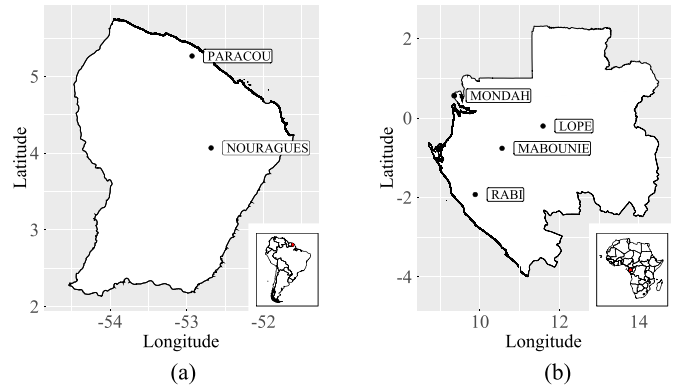 PARACOU
NOURAGUES
Latitude
5
4
3
2
-54
-53
-52
Longitude
(a)
MONDAH
LOPE
MABOUNIE
RABI
Latitude
2
0
-2
-4
10
12
14
Longitude
(b)